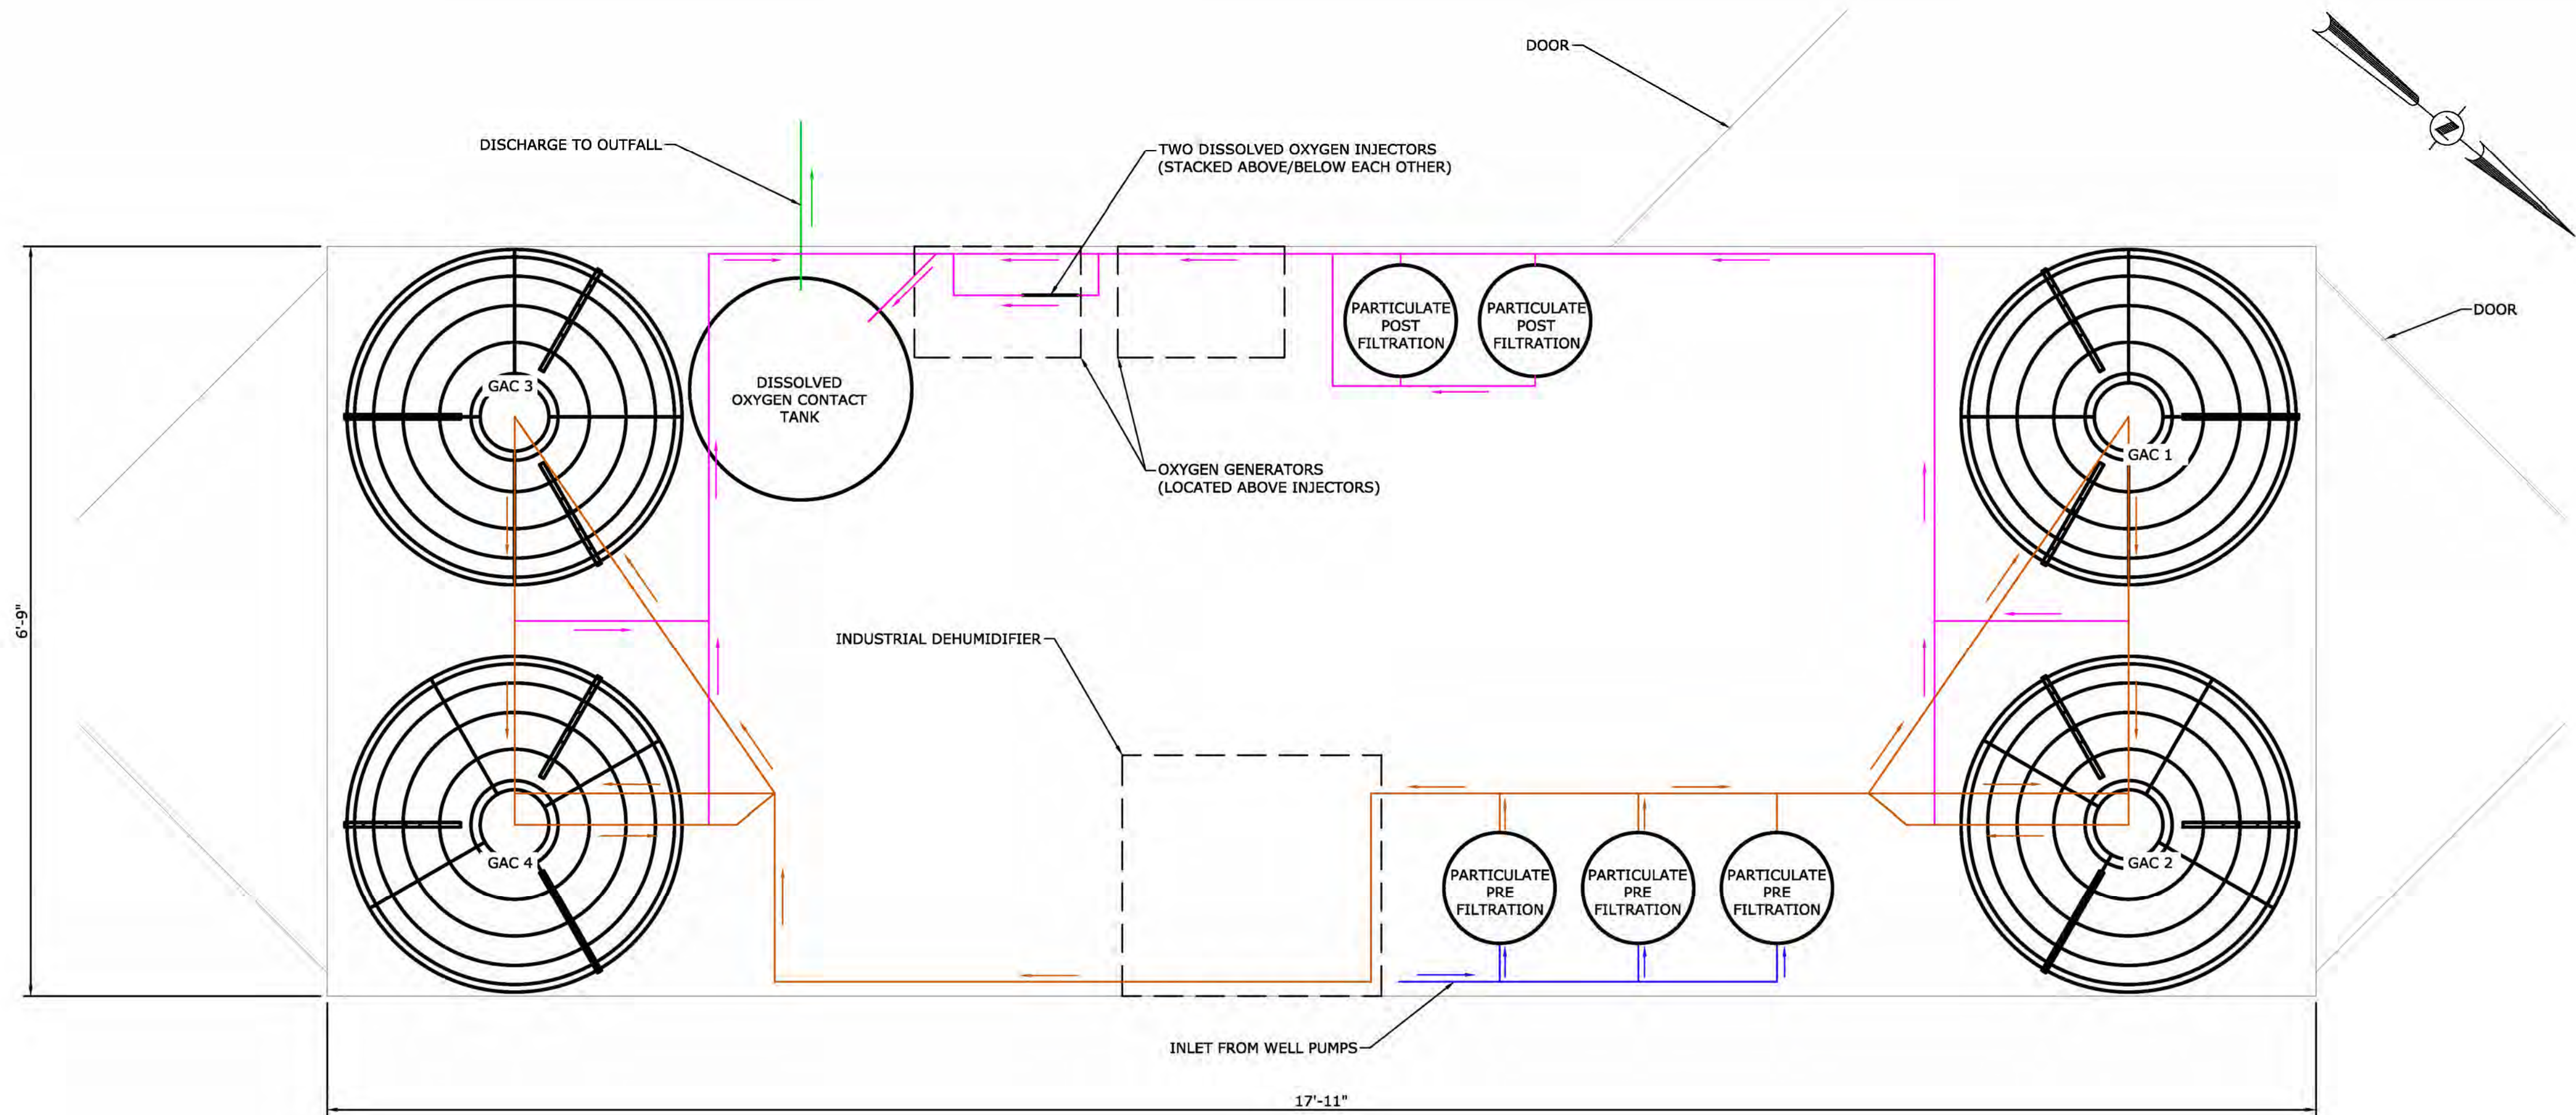 DOOR
DISCHARGE TO OUTFALL
TWO DISSOLVED OXYGEN INJECTORS
(STACKED ABOVE/BELOW EACH OTHER)
DOOR
PARTICULATE
POST
FILTRATION
PARTICULATE
POST
FILTRATION
GAC 3
DISSOLVED
OXYGEN CONTACT
TANK
GAC 1
OXYGEN GENERATORS
(LOCATED ABOVE INJECTORS)
6'-9"
INDUSTRIAL DEHUMIDIFIER
GAC 4
PARTICULATE
PRE
FILTRATION
PARTICULATE
PRE
FILTRATION
PARTICULATE
PRE
FILTRATION
GAC 2
INLET FROM WELL PUMPS
17'-11"